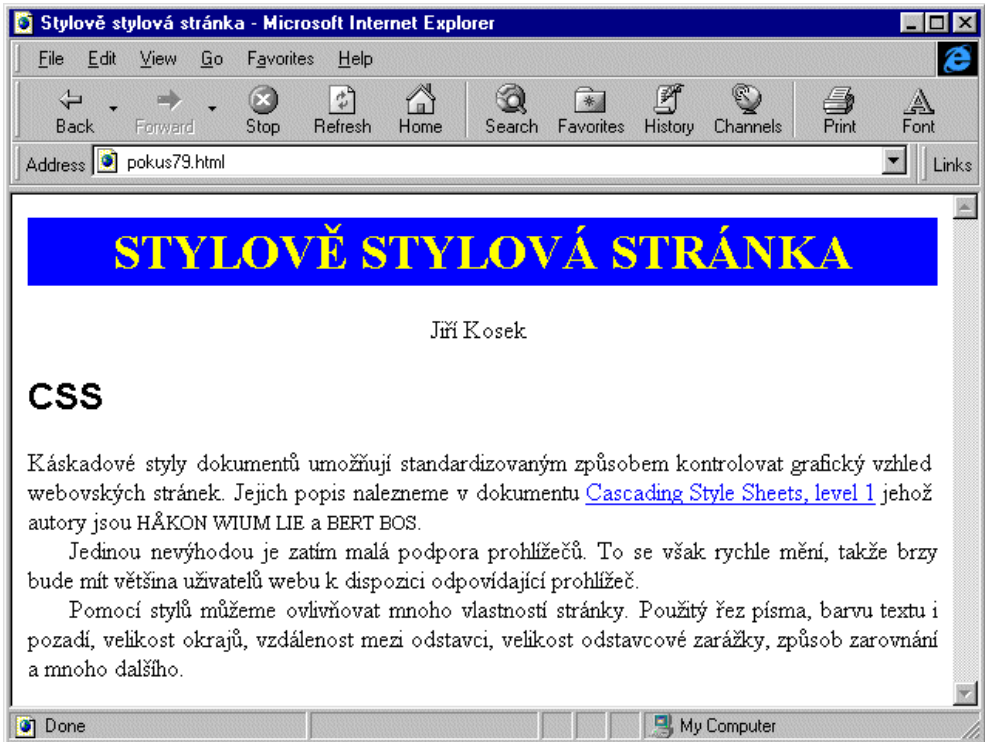 Stylově stylová stránka - Microsoft Internet Explorer
File Edit View Go Favorites Help
Back Forward Stop Refresh Home Search Favorites History Channels Print Font
Address pokus79.html Links
STYLOVĚ STYLOVÁ STRÁNKA
Jiří Kosek
CSS
Káskadové styly dokumentů umožňují standardizovaným způsobem kontrolovat grafický vzhled
webovských stránek. Jejich popis nalezneme v dokumentu Cascading Style Sheets, level 1 jehož
autory jsou HÅKON WIUM LIE a BERT BOS.
Jedinou nevýhodou je zatím malá podpora prohlížečů. To se však rychle mění, takže brzy
bude mít většina uživatelů webu k dispozici odpovídající prohlížeč.
Pomocí stylů můžeme ovlivňovat mnoho vlastností stránky. Použitý řez písma, barvu textu i
pozadí, velikost okrajů, vzdálenost mezi odstavci, velikost odstavcové zarážky, způsob zarovnání
a mnoho dalšího.
Done My Computer